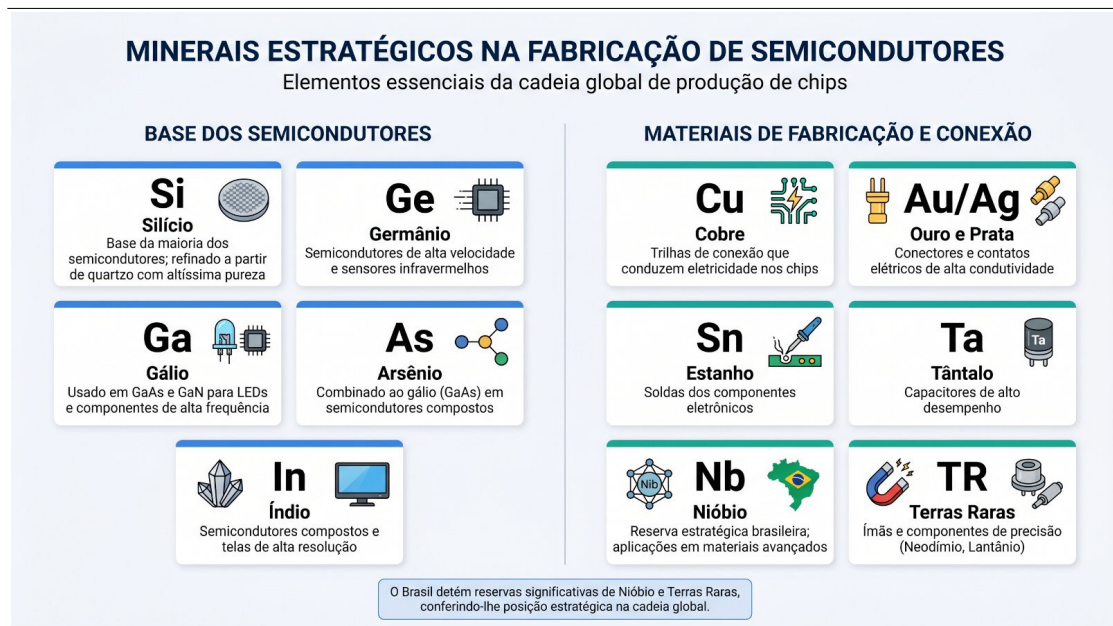 MINERAIS ESTRATÉGICOS NA FABRICAÇÃO DE SEMICONDUTORES
Elementos essenciais da cadeia global de produção de chips
BASE DOS SEMICONDUTORES
Si
Silício
Base da maioria dos
semicondutores; refinado a partir
de quartzo com altíssima pureza
Ge
Germânio
Semicondutores de alta velocidade
e sensores infravermelhos
Ga
Gálio
Usado em GaAs e GaN para LEDs
e componentes de alta frequência
As
Arsênio
Combinado ao gálio (GaAs) em
semicondutores compostos
In
Índio
Semicondutores compostos e
telas de alta resolução
MATERIAIS DE FABRICAÇÃO E CONEXÃO
Cu
Cobre
Trilhas de conexão que
conduzem eletricidade nos chips
Au/Ag
Ouro e Prata
Conectores e contatos
elétricos de alta condutividade
Sn
Estanho
Soldas dos componentes
eletrônicos
Ta
Ta
Tântalo
Capacitores de alto
desempenho
Nib
Nb
Nióbio
Reserva estratégica brasileira;
aplicações em materiais avançados
TR
Terras Raras
Ímãs e componentes de precisão
(Neodímio, Lantânio)
O Brasil detém reservas significativas de Nióbio e Terras Raras,
conferindo-lhe posição estratégica na cadeia global.